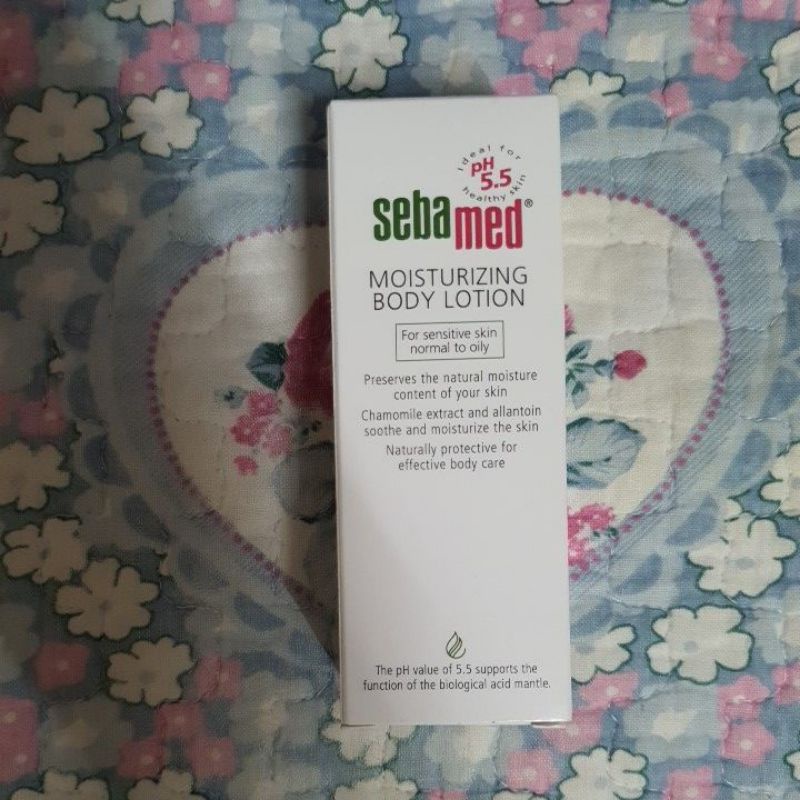 Ideal for
pH
5.5
healthy skin
sebamed®
MOISTURIZING
BODY LOTION
For sensitive skin
normal to oily
Preserves the natural moisture
content of your skin
Chamomile extract and allantoin
soothe and moisturize the skin
Naturally protective for
effective body care
The pH value of 5.5 supports the
function of the biological acid mantle.